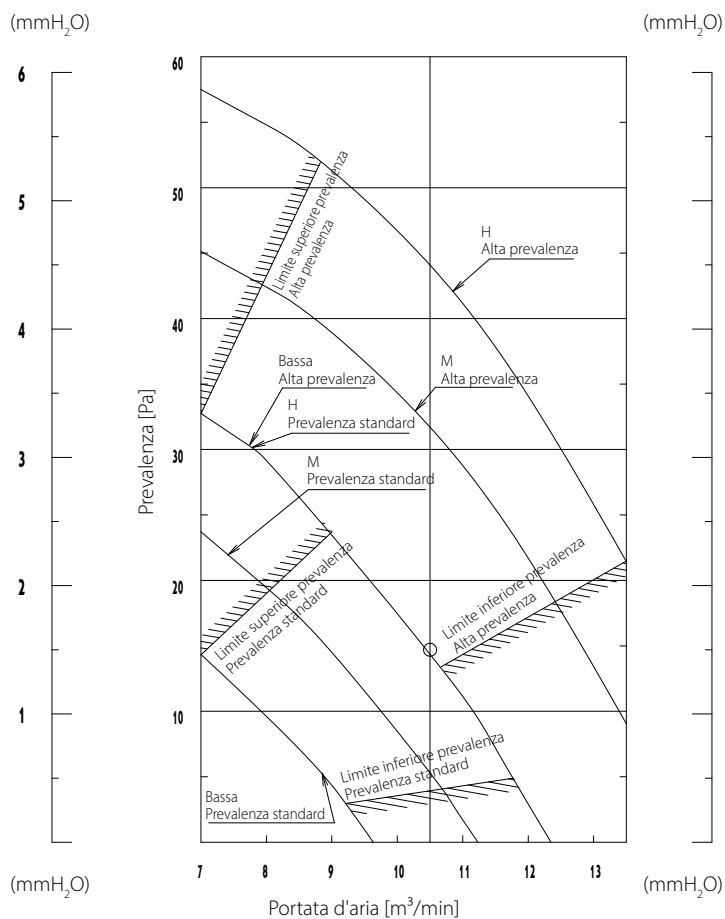 (mmH₂O)
(mmH₂O)
6
5
4
3
2
1
60
50
40
30
20
10
Prevalenza [Pa]
Limite superiore prevalenza
Alta prevalenza
H
Alta prevalenza
Bassa
Alta prevalenza
H
Prevalenza standard
M
Alta prevalenza
M
Prevalenza standard
Limite superiore prevalenza
Prevalenza standard
Limite inferiore prevalenza
Alta prevalenza
Limite inferiore prevalenza
Prevalenza standard
Bassa
Prevalenza standard
7 8 9 10 11 12 13
(mmH₂O)
(mmH₂O)
Portata d'aria [m³/min]